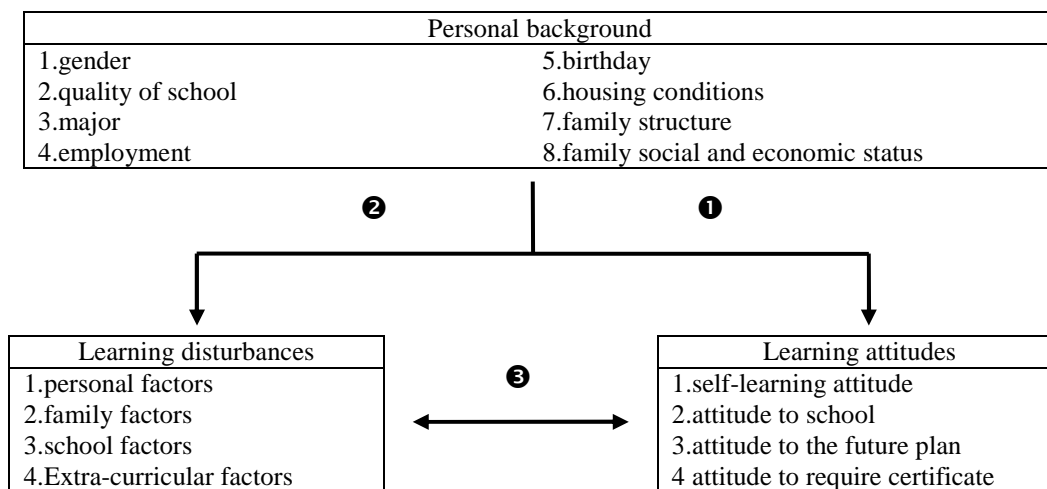 Personal background
1.gender
2.quality of school
3.major
4.employment
5.birthday
6.housing conditions
7.family structure
8.family social and economic status
❷
❶
Learning disturbances
1.personal factors
2.family factors
3.school factors
4.Extra-curricular factors
❸
Learning attitudes
1.self-learning attitude
2.attitude to school
3.attitude to the future plan
4 attitude to require certificate